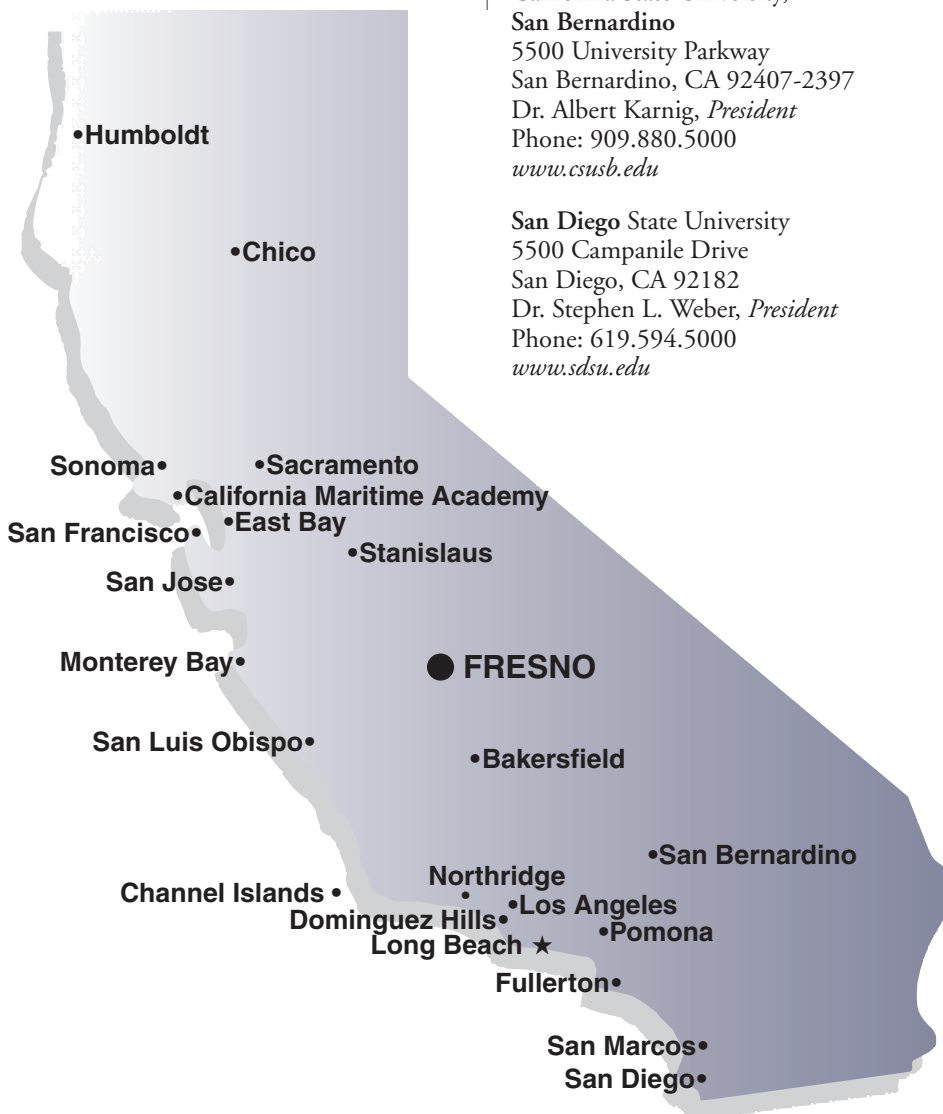 San Bernardino
5500 University Parkway
San Bernardino, CA 92407-2397
Dr. Albert Karnig, President
Phone: 909.880.5000
www.csusb.edu
San Diego State University
5500 Campanile Drive
San Diego, CA 92182
Dr. Stephen L. Weber, President
Phone: 619.594.5000
www.sdsu.edu
•Humboldt
•Chico
Sonoma•
•Sacramento
•California Maritime Academy
•East Bay
San Francisco•
•Stanislaus
San Jose•
Monterey Bay•
● FRESNO
San Luis Obispo•
•Bakersfield
•San Bernardino
Northridge
Channel Islands •
•Los Angeles
Dominguez Hills•
•Pomona
Long Beach ★
Fullerton•
San Marcos•
San Diego•